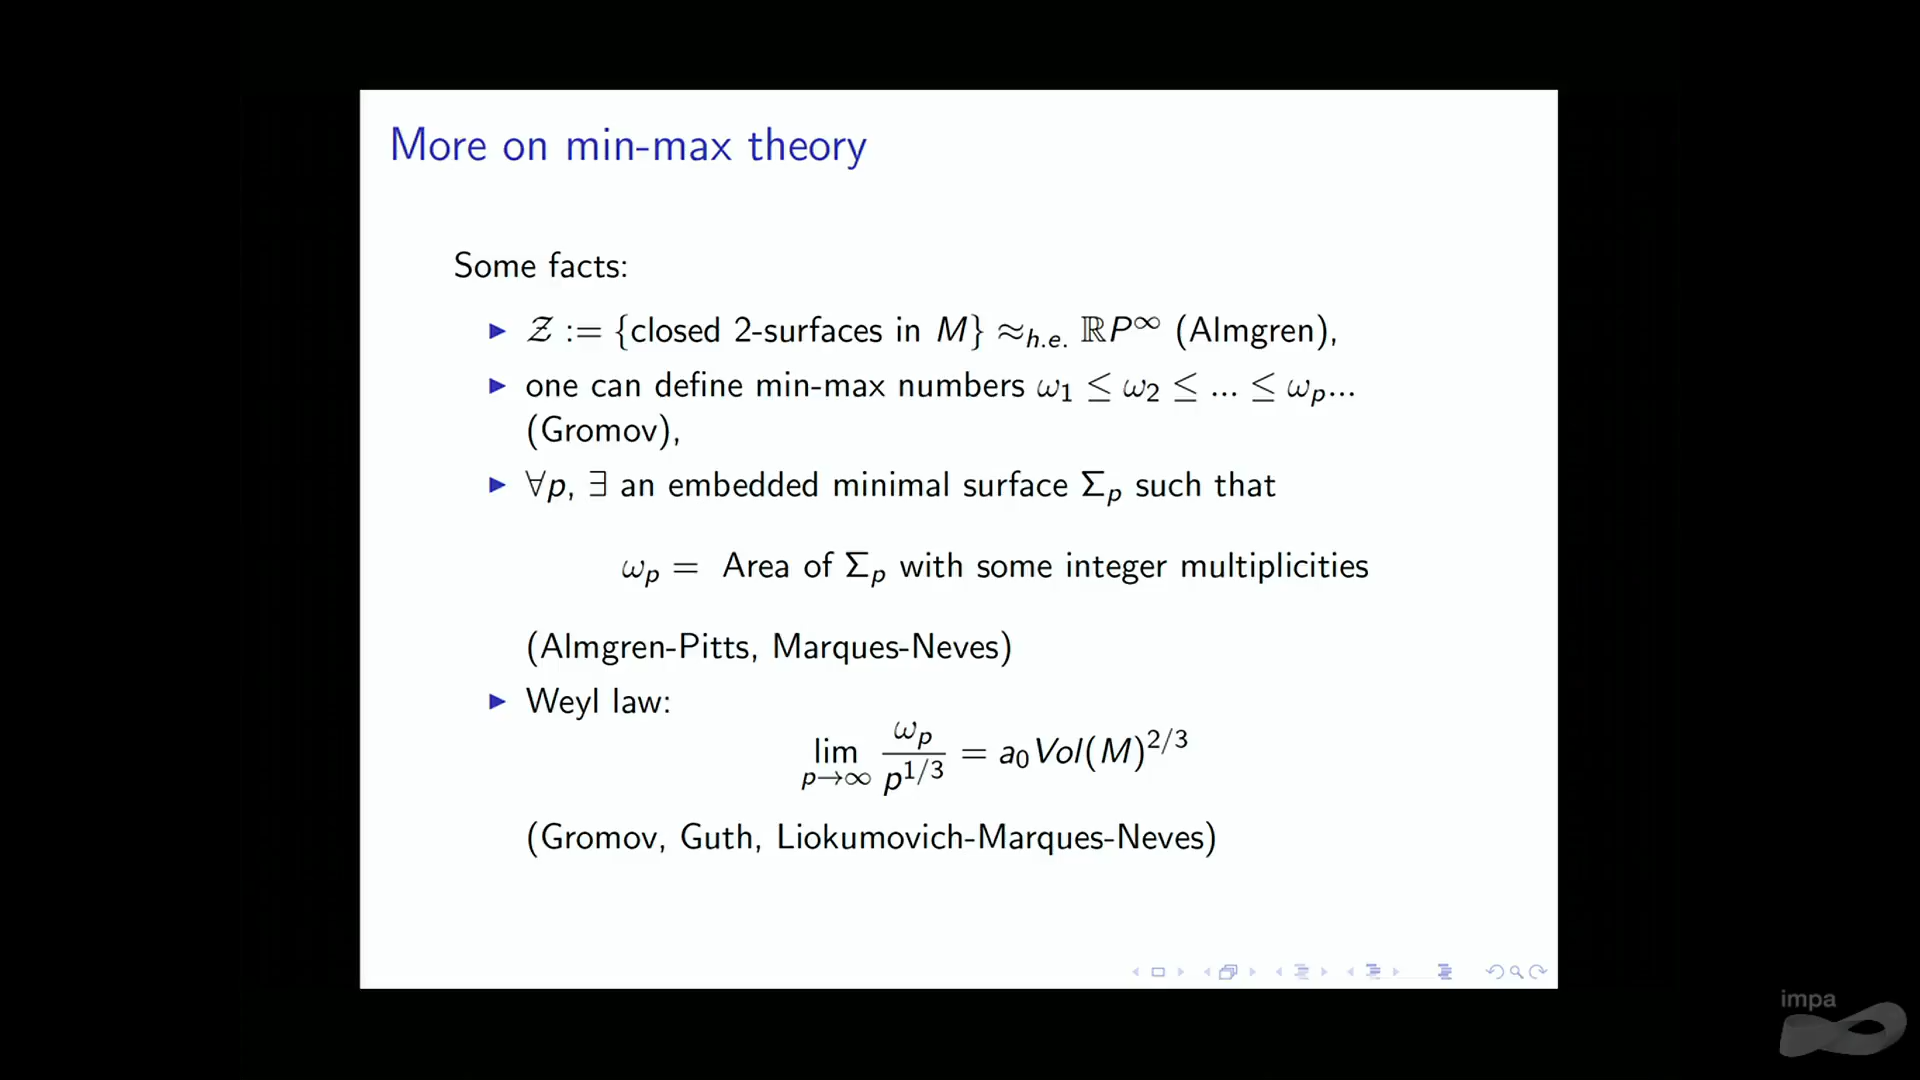 More on min-max theory
Some facts:
▶ 𝒵 := {closed 2-surfaces in M} ≈h.e. ℝP^∞ (Almgren),
▶ one can define min-max numbers ω₁ ≤ ω₂ ≤ ... ≤ ωₚ...
(Gromov),
▶ ∀p, ∃ an embedded minimal surface Σₚ such that
ωₚ = Area of Σₚ with some integer multiplicities
(Almgren-Pitts, Marques-Neves)
▶ Weyl law:
lim p→∞ ωₚ / p^{1/3} = a₀Vol(M)^{2/3}
(Gromov, Guth, Liokumovich-Marques-Neves)
impa